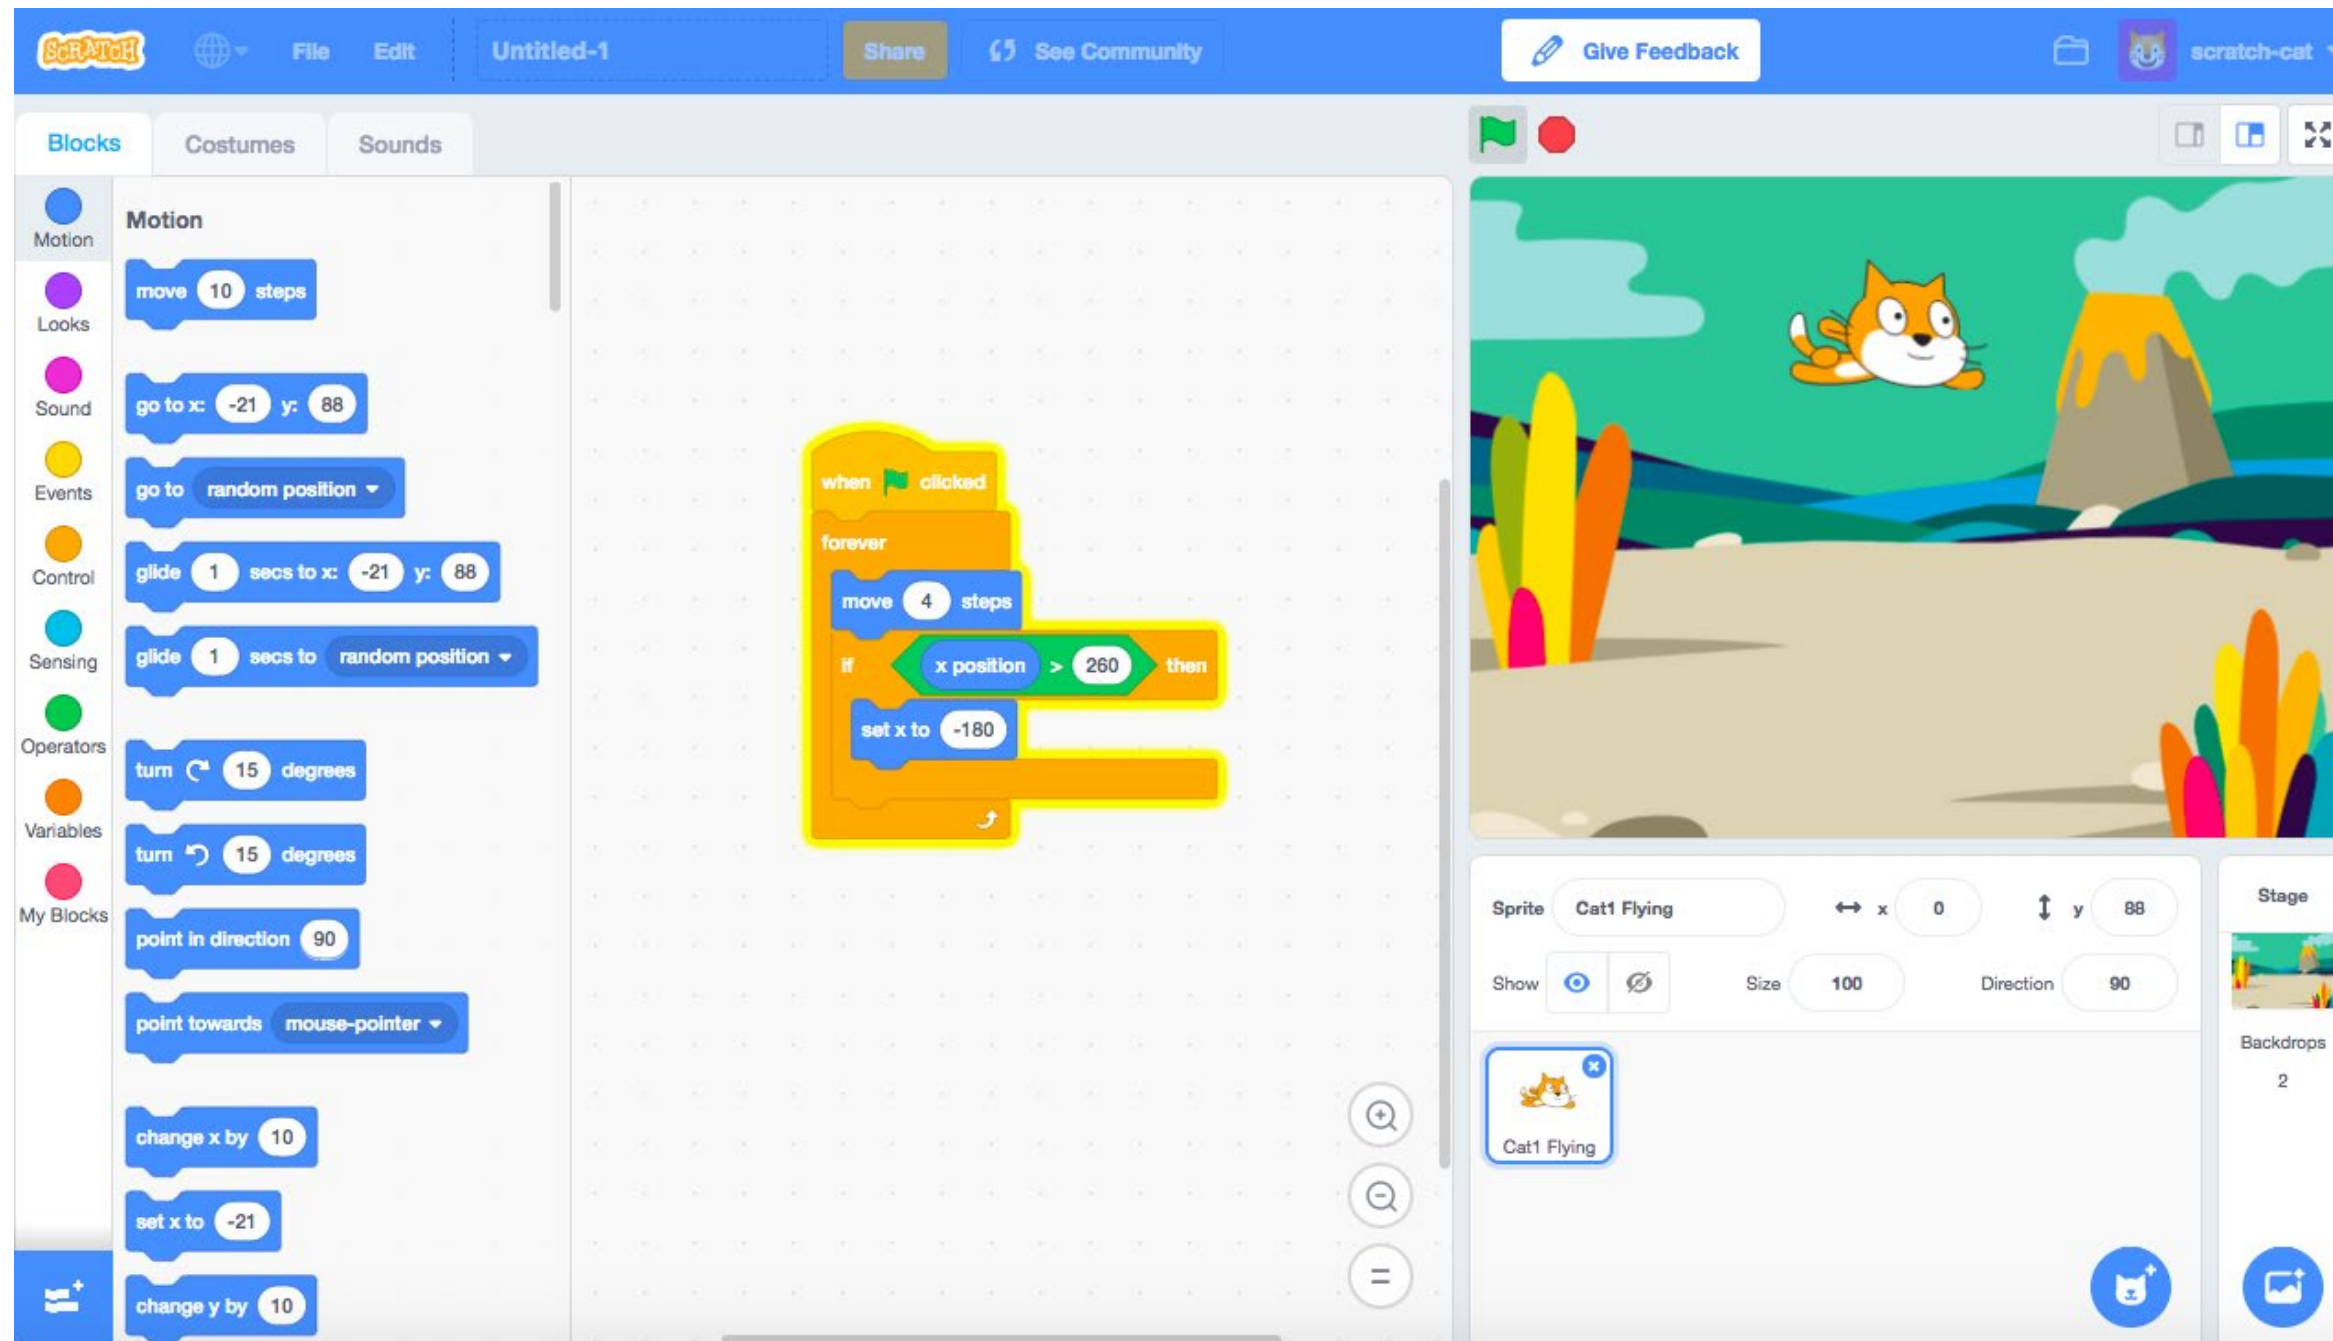 SCRATCH
File
Edit
Untitled-1
Share
See Community
Give Feedback
scratch-cat
Blocks
Costumes
Sounds
Motion
Looks
Sound
Events
Control
Sensing
Operators
Variables
My Blocks
Motion
move 10 steps
go to x: -21 y: 88
go to random position
glide 1 secs to x: -21 y: 88
glide 1 secs to random position
turn 15 degrees
turn 15 degrees
point in direction 90
point towards mouse-pointer
change x by 10
set x to -21
change y by 10
when clicked
forever
move 4 steps
if x position > 260 then
set x to -180
Sprite Cat1 Flying x 0 y 88
Show Size 100 Direction 90
Cat1 Flying
Stage
Backdrops
2